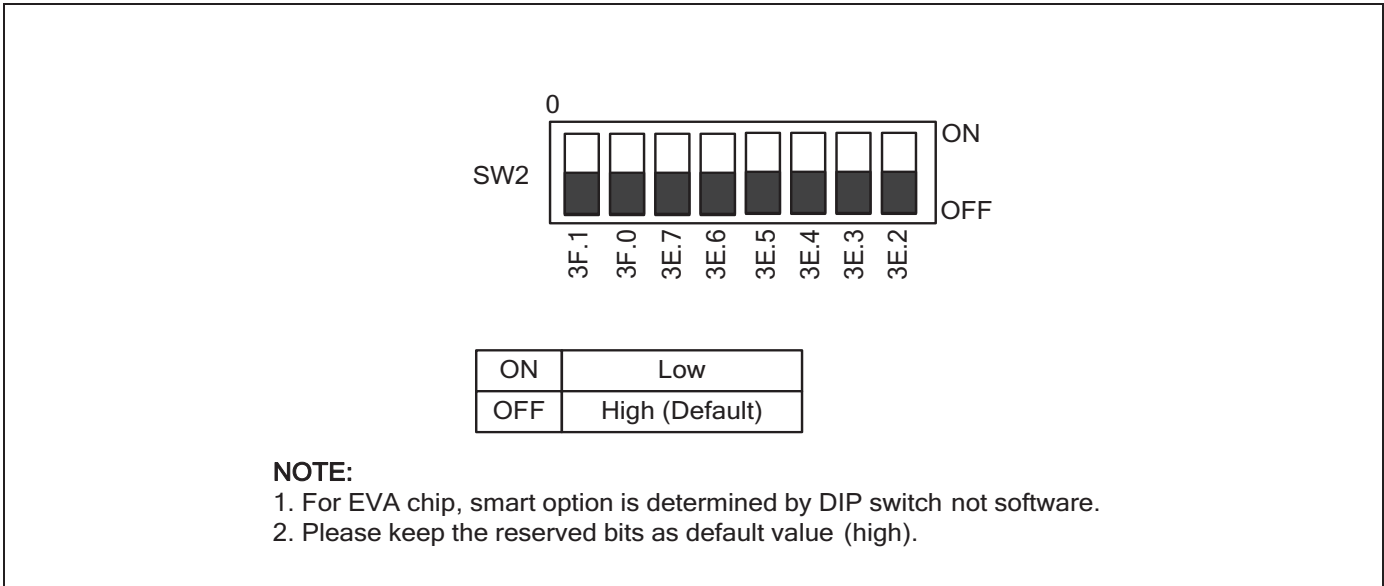 0
ON
SW2
OFF
3F.1 3F.0 3E.7 3E.6 3E.5 3E.4 3E.3 3E.2
ON Low
OFF High (Default)
NOTE:
1. For EVA chip, smart option is determined by DIP switch not software.
2. Please keep the reserved bits as default value (high).